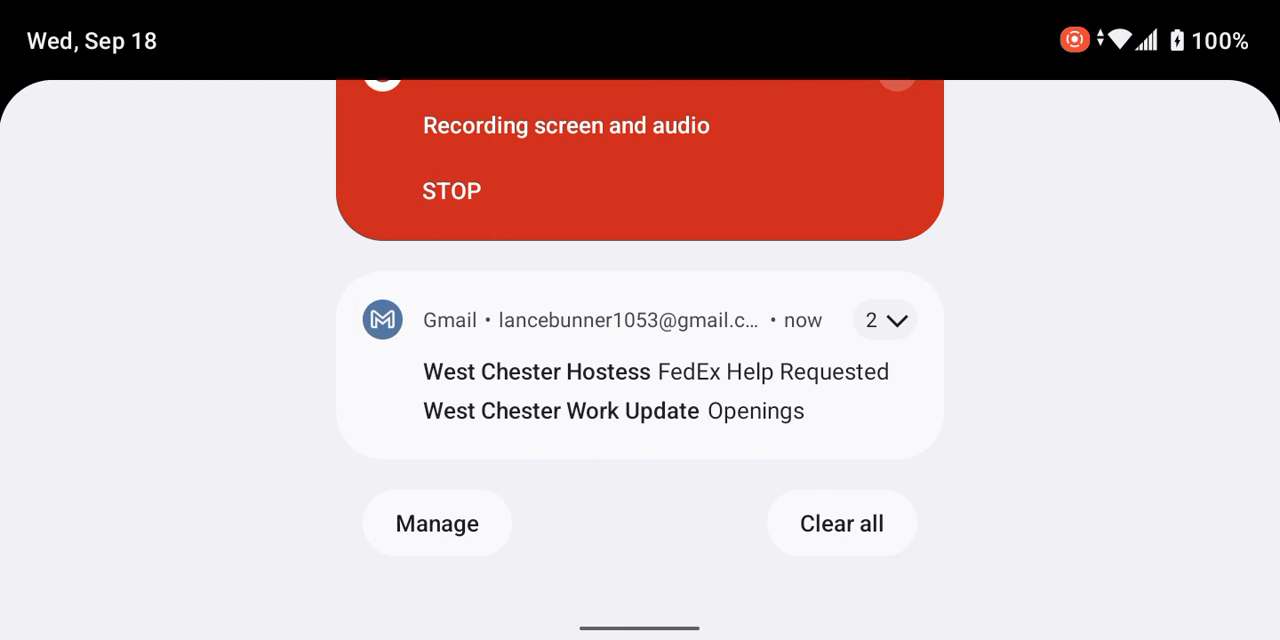 Wed, Sep 18
100%
Recording screen and audio
STOP
Gmail • lancebunner1053@gmail.c... • now
2
West Chester Hostess FedEx Help Requested
West Chester Work Update Openings
Manage
Clear all